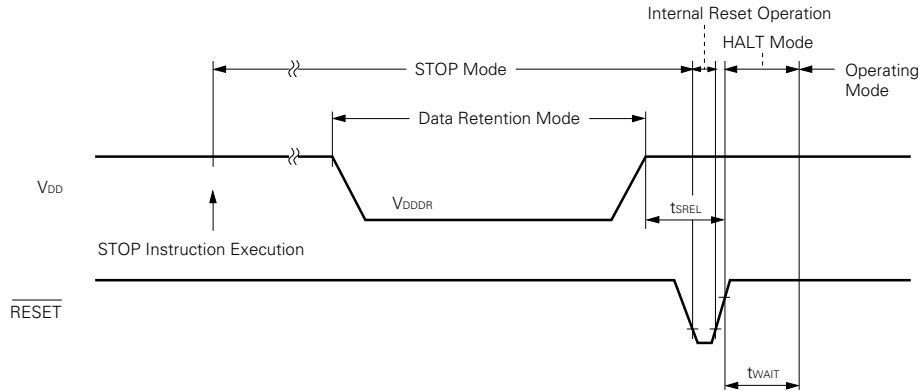 Internal Reset Operation
HALT Mode
STOP Mode
Operating
Mode
Data Retention Mode
VDD
VDDDR
tSREL
STOP Instruction Execution
RESET
tWAIT